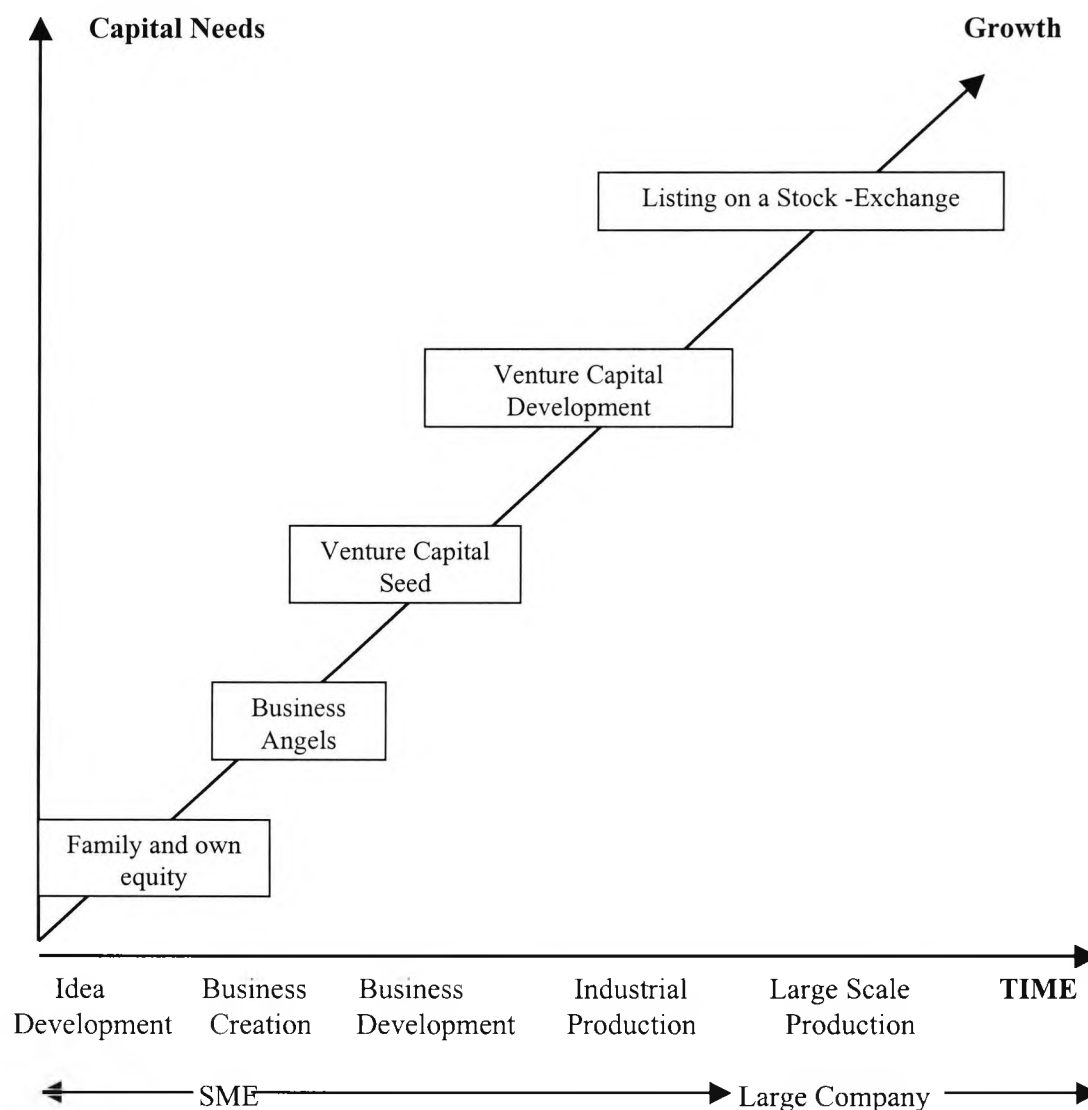 Capital Needs
Growth
Listing on a Stock -Exchange
Venture Capital
Development
Venture Capital
Seed
Business
Angels
Family and own
equity
Idea Business Business Industrial Large Scale TIME
Development Creation Development Production Production
SME Large Company